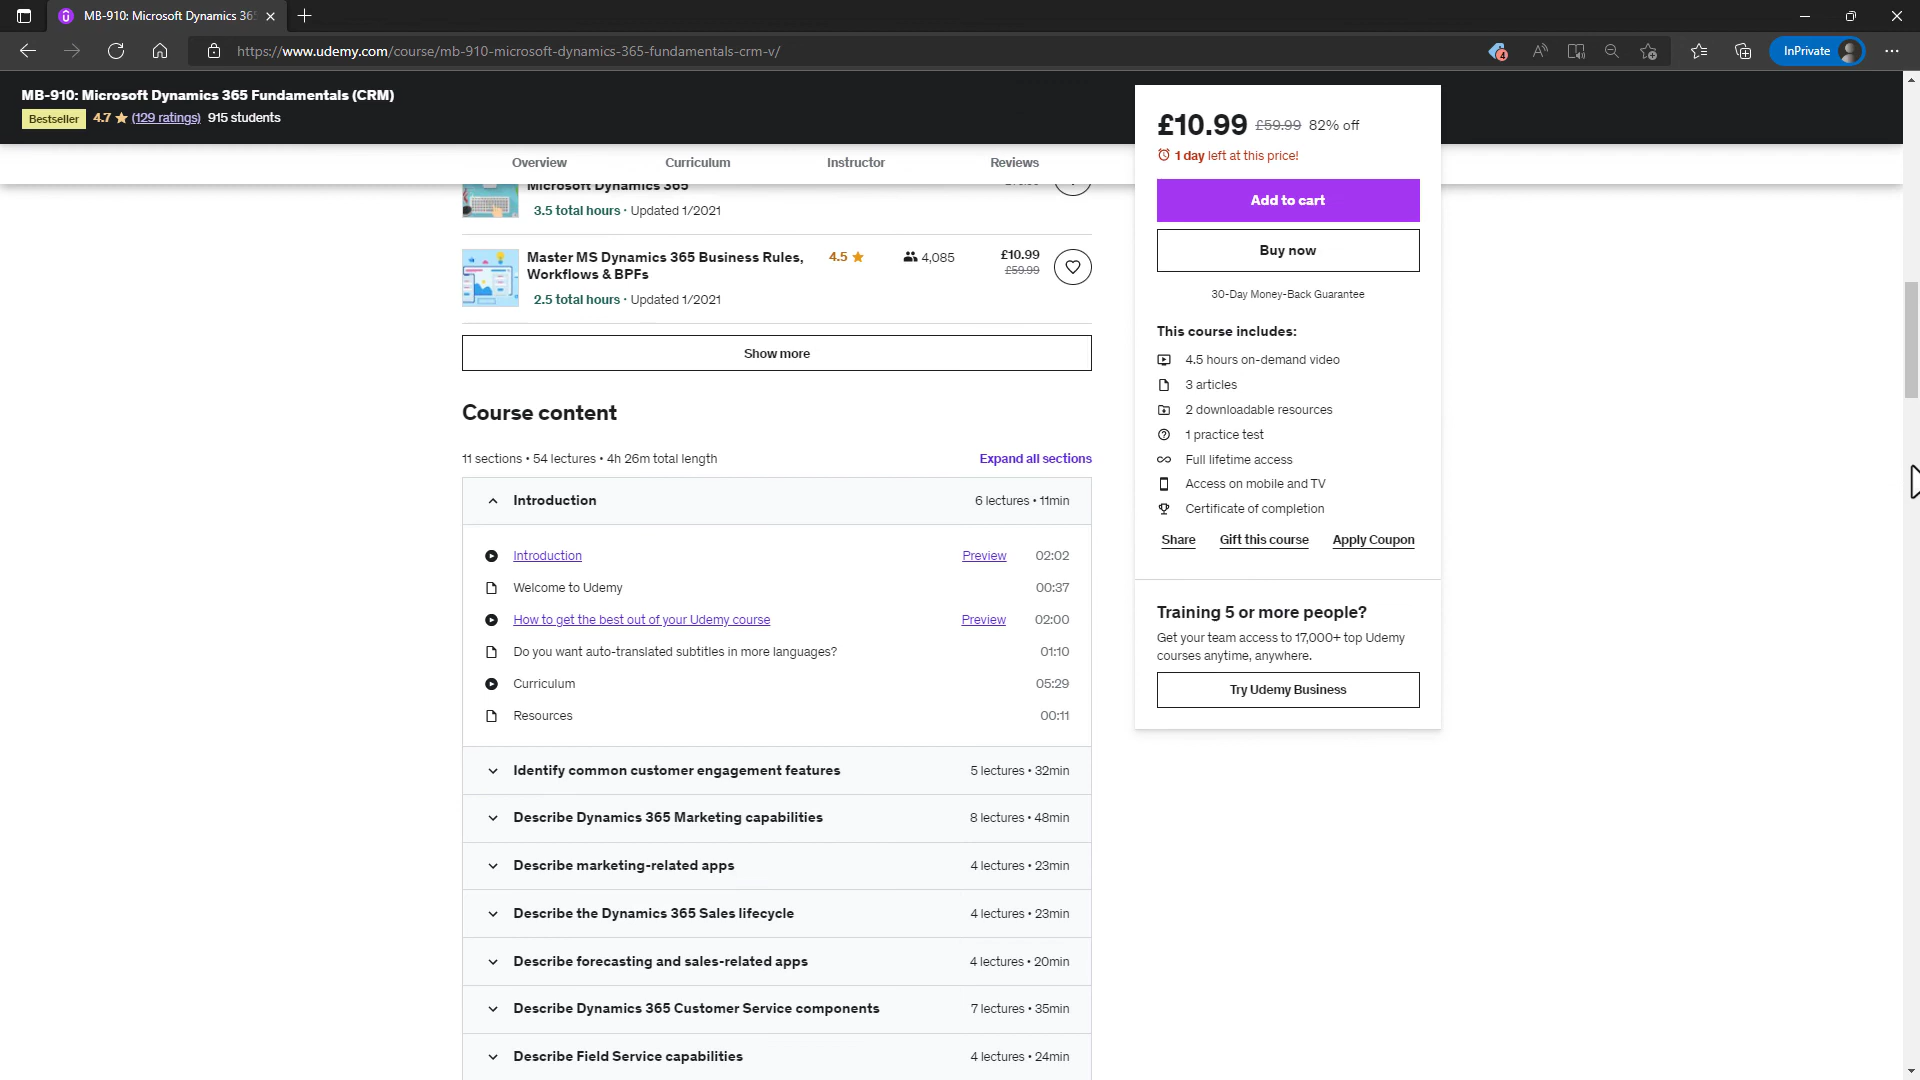 MB-910: Microsoft Dynamics 36
https://www.udemy.com/course/mb-910-microsoft-dynamics-365-fundamentals-crm-v/
4
InPrivate
MB-910: Microsoft Dynamics 365 Fundamentals (CRM)
Bestseller 4.7 (129 ratings) 915 students
Overview Curriculum Instructor Reviews
Microsoft Dynamics 365
3.5 total hours • Updated 1/2021
Master MS Dynamics 365 Business Rules, 4.5 4,085 £10.99
Workflows & BPFs £59.99
2.5 total hours • Updated 1/2021
Show more
Course content
11 sections • 54 lectures • 4h 26m total length Expand all sections
Introduction 6 lectures • 11min
Introduction Preview 02:02
Welcome to Udemy 00:37
How to get the best out of your Udemy course Preview 02:00
Do you want auto-translated subtitles in more languages? 01:10
Curriculum 05:29
Resources 00:11
Identify common customer engagement features 5 lectures • 32min
Describe Dynamics 365 Marketing capabilities 8 lectures • 48min
Describe marketing-related apps 4 lectures • 23min
Describe the Dynamics 365 Sales lifecycle 4 lectures • 23min
Describe forecasting and sales-related apps 4 lectures • 20min
Describe Dynamics 365 Customer Service components 7 lectures • 35min
Describe Field Service capabilities 4 lectures • 24min
£10.99 £59.99 82% off
1 day left at this price!
Add to cart
Buy now
30-Day Money-Back Guarantee
This course includes:
4.5 hours on-demand video
3 articles
2 downloadable resources
1 practice test
Full lifetime access
Access on mobile and TV
Certificate of completion
Share Gift this course Apply Coupon
Training 5 or more people?
Get your team access to 17,000+ top Udemy
courses anytime, anywhere.
Try Udemy Business